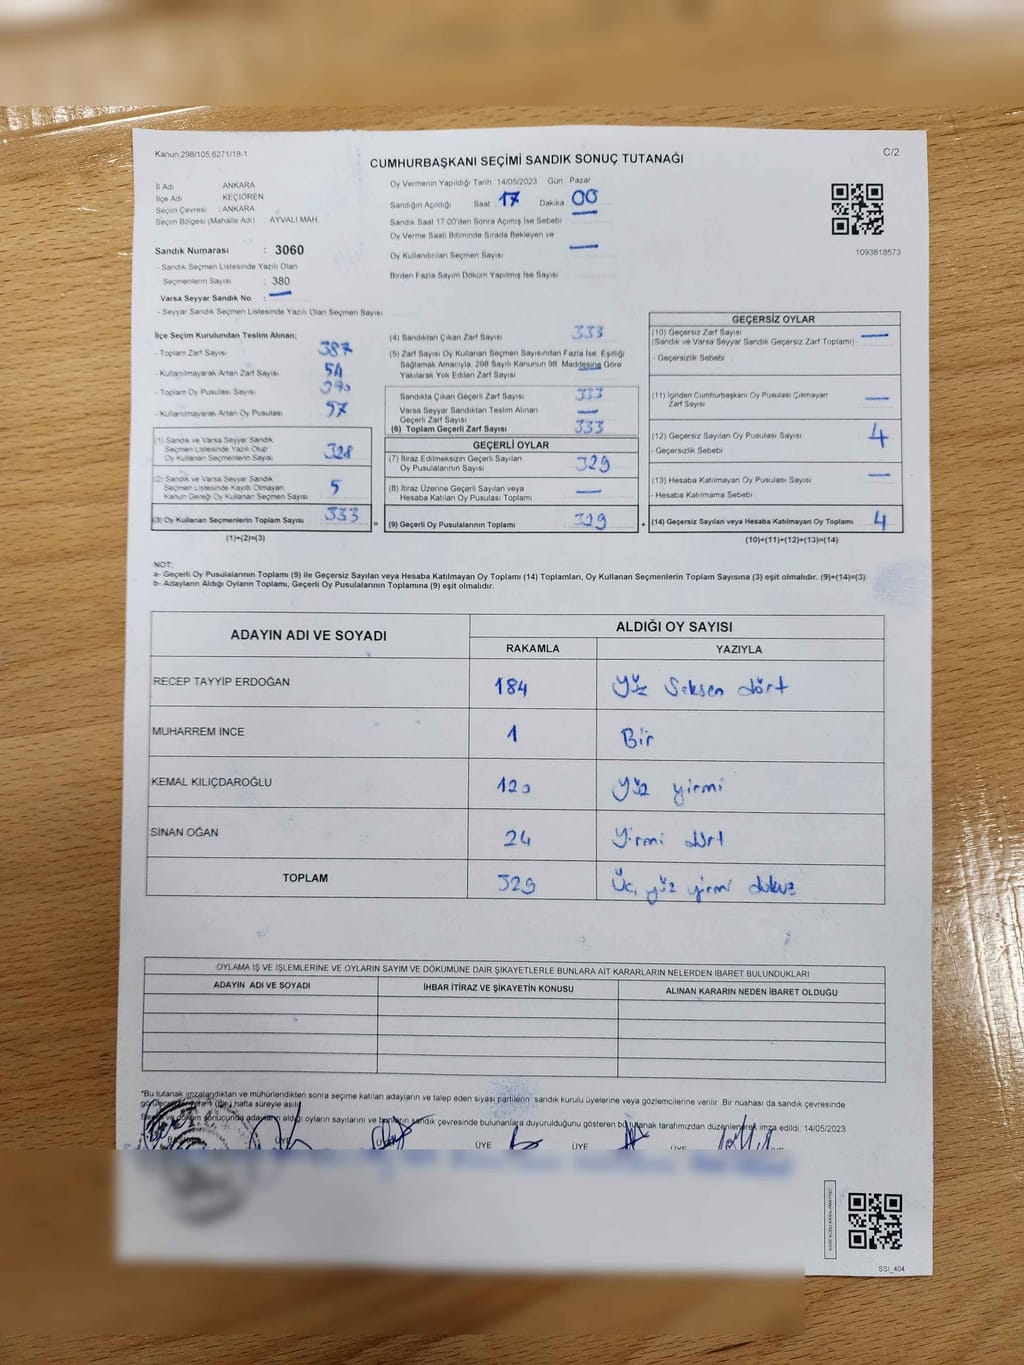 Kanun.298/105,6271/18-1
C/2
CUMHURBAŞKANI SEÇİMİ SANDIK SONUÇ TUTANAĞI
İl Adı ANKARA
İlçe Adı KEÇİÖREN
Seçim Çevresi : ANKARA
Seçim Bölgesi (Mahalle Adı) : AYVALI MAH.
Sandık Numarası : 3060
- Sandık Seçmen Listesinde Yazılı Olan
Seçmenlerin Sayısı : 380
Varsa Seyyar Sandık No : —
- Seyyar Sandık Seçmen Listesinde Yazılı Olan Seçmen Sayısı
Oy Vermenin Yapıldığı Tarih : 14/05/2023 Gün : Pazar
Sandığın Açıldığı Saat 17 Dakika 00
Sandık Saat 17:00'den Sonra Açılmış İse Sebebi
Oy Verme Saati Bitiminde Sırada Bekleyen ve
Oy Kullandırılan Seçmen Sayısı —
Birden Fazla Sayım Döküm Yapılmış İse Sayısı
1093818573
İlçe Seçim Kurulundan Teslim Alınan;
- Toplam Zarf Sayısı 387
- Kullanılmayarak Artan Zarf Sayısı 54
- Toplam Oy Pusulası Sayısı 390
- Kullanılmayarak Artan Oy Pusulası 57
(1) Sandık ve Varsa Seyyar Sandık
Seçmen Listesinde Yazılı Olup
Oy Kullanan Seçmenlerin Sayısı 328
(2) Sandık ve Varsa Seyyar Sandık
Seçmen Listesinde Kayıtlı Olmayan
Kanun Gereği Oy Kullanan Seçmen Sayısı 5
(3) Oy Kullanan Seçmenlerin Toplam Sayısı 333 =
(1)+(2)=(3)
(4) Sandıktan Çıkan Zarf Sayısı 333
(5) Zarf Sayısı Oy Kullanan Seçmen Sayısından Fazla İse, Eşitliği
Sağlamak Amacıyla, 298 Sayılı Kanunun 98. Maddesine Göre
Yakılarak Yok Edilen Zarf Sayısı —
Sandıkta Çıkan Geçerli Zarf Sayısı 333
Varsa Seyyar Sandıktan Teslim Alınan
Geçerli Zarf Sayısı —
(6) Toplam Geçerli Zarf Sayısı 333
GEÇERLİ OYLAR
(7) İtiraz Edilmeksizin Geçerli Sayılan
Oy Pusulalarının Sayısı 329
(8) İtiraz Üzerine Geçerli Sayılan veya
Hesaba Katılan Oy Pusulası Toplamı —
(9) Geçerli Oy Pusulalarının Toplamı 329 +
GEÇERSİZ OYLAR
(10) Geçersiz Zarf Sayısı —
(Sandık ve Varsa Seyyar Sandık Geçersiz Zarf Toplamı)
- Geçersizlik Sebebi
(11) İçinden Cumhurbaşkanı Oy Pusulası Çıkmayan
Zarf Sayısı —
(12) Geçersiz Sayılan Oy Pusulası Sayısı 4
- Geçersizlik Sebebi
(13) Hesaba Katılmayan Oy Pusulası Sayısı —
- Hesaba Katılmama Sebebi
(14) Geçersiz Sayılan veya Hesaba Katılmayan Oy Toplamı 4
(10)+(11)+(12)+(13)=(14)
NOT:
a- Geçerli Oy Pusulalarının Toplamı (9) ile Geçersiz Sayılan veya Hesaba Katılmayan Oy Toplamı (14) Toplamları, Oy Kullanan Seçmenlerin Toplam Sayısına (3) eşit olmalıdır. (9)+(14)=(3)
b- Adayların Aldığı Oyların Toplamı, Geçerli Oy Pusulalarının Toplamına (9) eşit olmalıdır.
ADAYIN ADI VE SOYADI ALDIĞI OY SAYISI
RAKAMLA YAZIYLA
RECEP TAYYİP ERDOĞAN 184 Yüz Seksen dört
MUHARREM İNCE 1 Bir
KEMAL KILIÇDAROĞLU 120 Yüz yirmi
SİNAN OĞAN 24 Yirmi dört
TOPLAM 329 Üç yüz yirmi dokuz
OYLAMA İŞ VE İŞLEMLERİNE VE OYLARIN SAYIM VE DÖKÜMÜNE DAİR ŞİKAYETLERLE BUNLARA AİT KARARLARIN NELERDEN İBARET BULUNDUKLARI
ADAYIN ADI VE SOYADI İHBAR İTİRAZ VE ŞİKAYETİN KONUSU ALINAN KARARIN NEDEN İBARET OLDUĞU
*Bu tutanak imzalandıktan ve mühürlendikten sonra seçime katılan adayların ve talep eden siyasi partilerin sandık kurulu üyelerine veya gözlemcilerine verilir. Bir nüshası da sandık çevresinde
(bir) hafta süreyle asılır.
sonucunda adayların aldığı oyların sayılarını ve bunların sandık çevresinde bulunanlara duyurulduğunu gösteren bu tutanak tarafımızdan düzenlenerek imza edildi. 14/05/2023
ÜYE ÜYE ÜYE ÜYE
SSİ_404